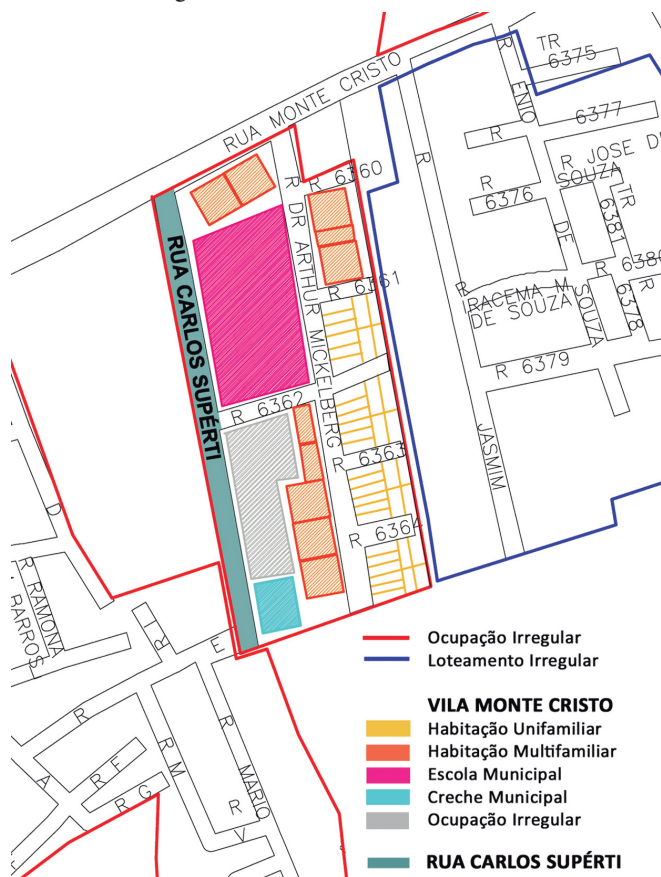 RUA MONTE CRISTO
TR
6375
R ENIO DE SOUZA
R 6377
R JOSE DE
SOUZA
R
6376
TR
6381
R 6380
R
6378
R 6360
R DR ARTHUR MICKELBERG
R 6361
R
IRACEMA M.
DE SOUZA
R 6379
R JASMIM
RUA CARLOS SUPÉRTI
R 6362
R 6363
R 6364
D
R RAMONA
BARROS
R
I
E
R
R
A
R F
R G
R M
R MARIO
R
V
Ocupação Irregular
Loteamento Irregular
VILA MONTE CRISTO
Habitação Unifamiliar
Habitação Multifamiliar
Escola Municipal
Creche Municipal
Ocupação Irregular
RUA CARLOS SUPÉRTI